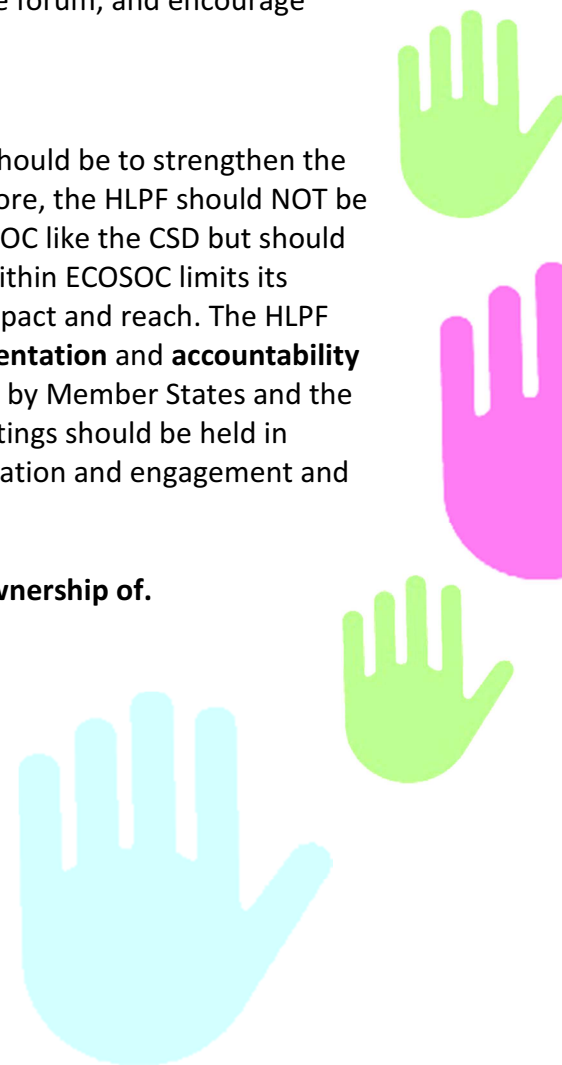 forum, and encourage
hould be to strengthen the
ore, the HLPF should NOT be
OC like the CSD but should
ithin ECOSOC limits its
pact and reach. The HLPF
entation and accountability
by Member States and the
tings should be held in
ation and engagement and
wnership of.